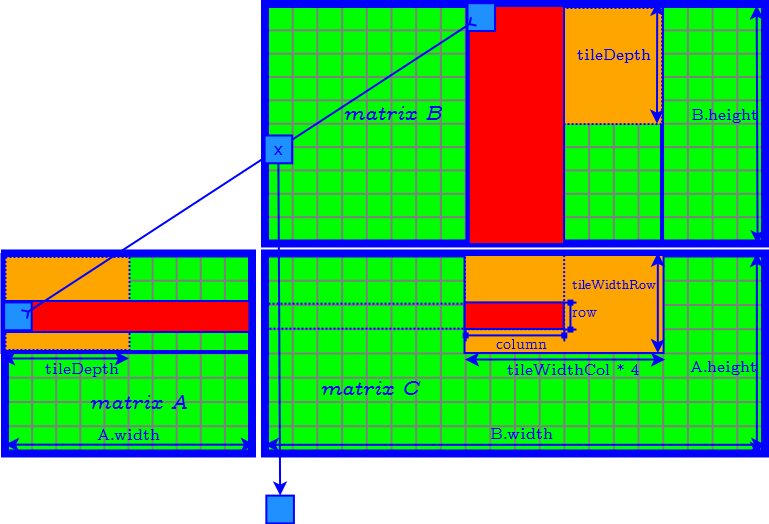 tileDepth
matrix B
B.height
x
tileWidthRow
row
column
tileDepth
tileWidthCol * 4
A.height
matrix C
matrix A
A.width
B.width